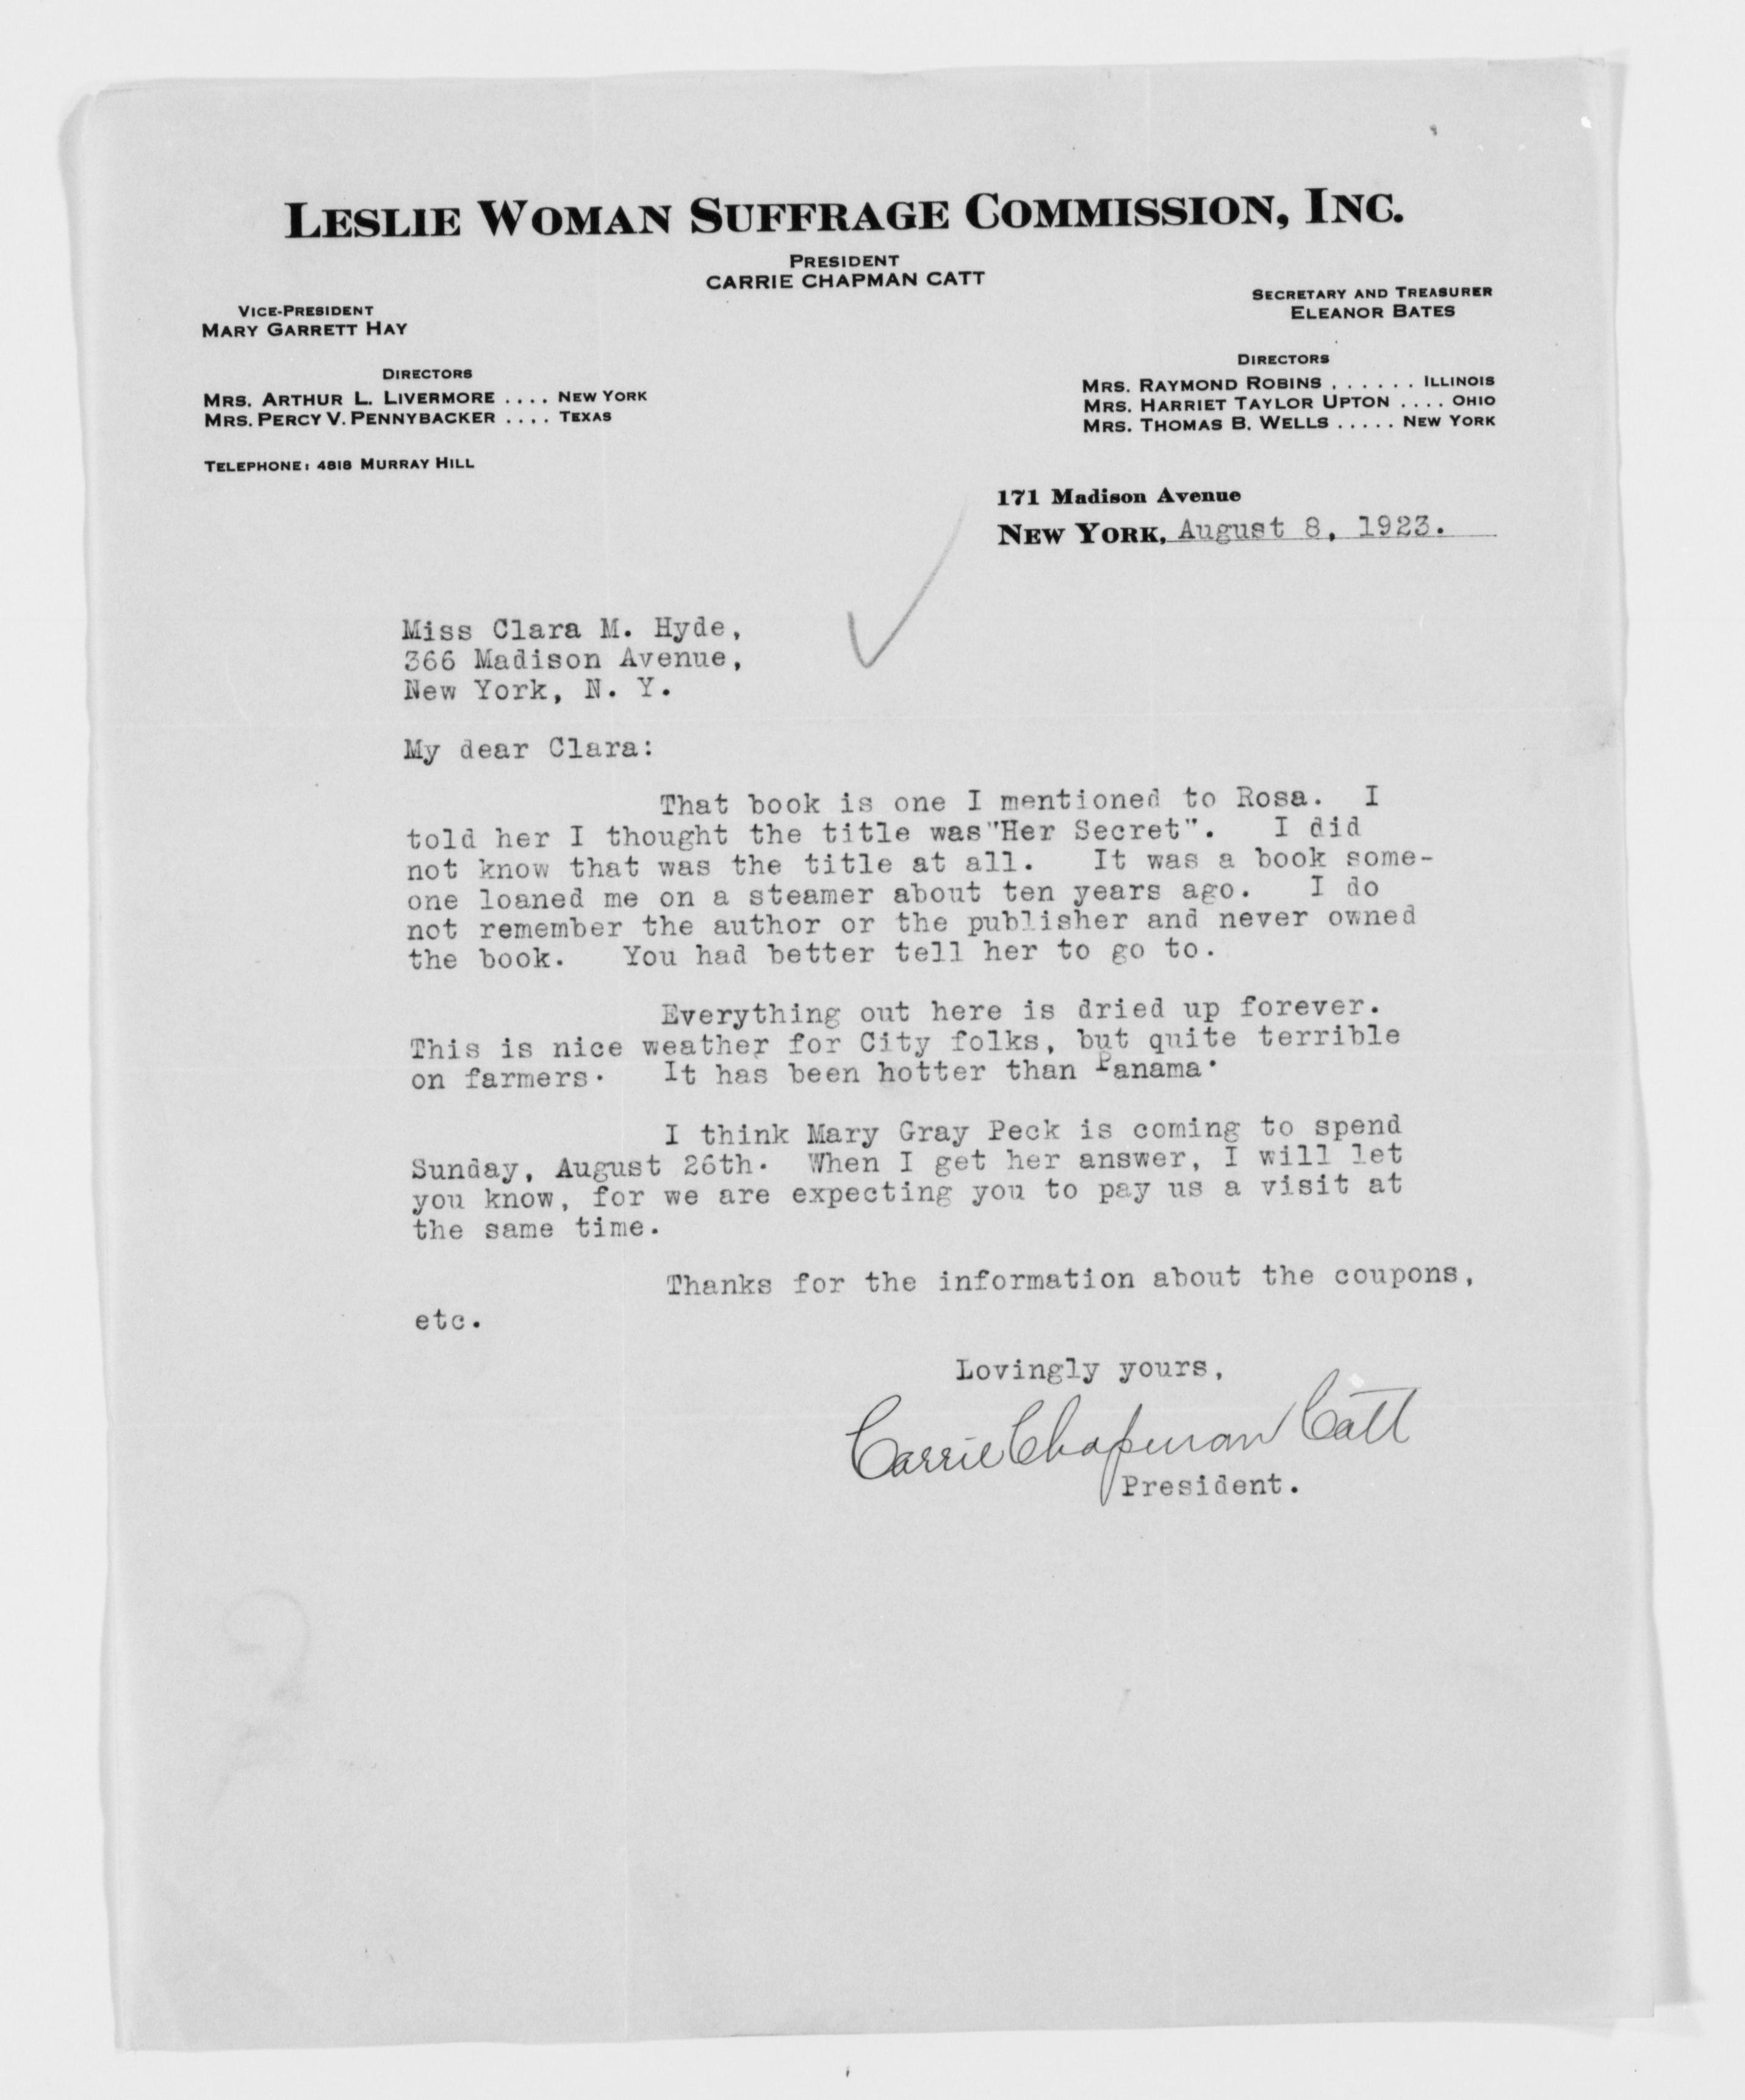 LESLIE WOMAN SUFFRAGE COMMISSION, INC.
PRESIDENT
CARRIE CHAPMAN CATT
VICE-PRESIDENT
MARY GARRETT HAY
SECRETARY AND TREASURER
ELEANOR BATES
DIRECTORS
MRS. ARTHUR L. LIVERMORE .... NEW YORK
MRS. PERCY V. PENNYBACKER .... TEXAS
DIRECTORS
MRS. RAYMOND ROBINS ...... ILLINOIS
MRS. HARRIET TAYLOR UPTON .... OHIO
MRS. THOMAS B. WELLS ..... NEW YORK
TELEPHONE: 4818 MURRAY HILL
171 Madison Avenue
NEW YORK, August 8, 1923.
Miss Clara M. Hyde,
366 Madison Avenue,
New York, N. Y.
My dear Clara:
That book is one I mentioned to Rosa. I
told her I thought the title was"Her Secret". I did
not know that was the title at all. It was a book some-
one loaned me on a steamer about ten years ago. I do
not remember the author or the publisher and never owned
the book. You had better tell her to go to.
Everything out here is dried up forever.
This is nice weather for City folks, but quite terrible
on farmers. It has been hotter than Panama.
I think Mary Gray Peck is coming to spend
Sunday, August 26th. When I get her answer, I will let
you know, for we are expecting you to pay us a visit at
the same time.
Thanks for the information about the coupons,
etc.
Lovingly yours,
Carrie Chapman Catt
President.